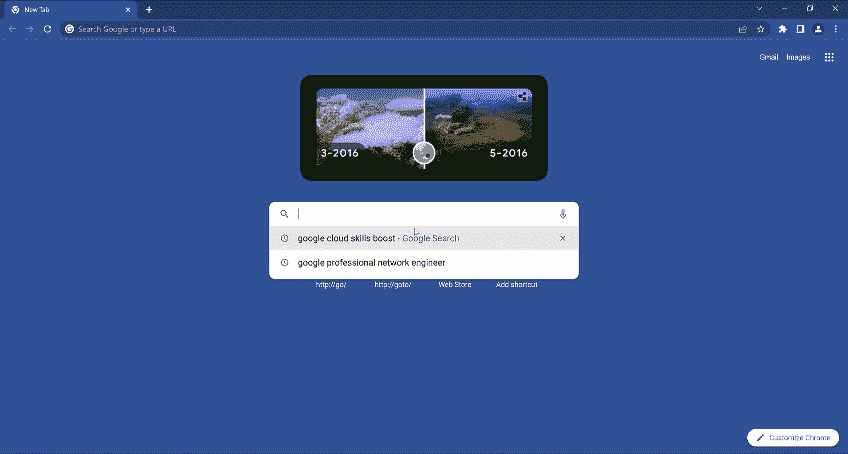 New Tab
Search Google or type a URL
Gmail Images
3-2016 5-2016
google cloud skills boost - Google Search
google professional network engineer
http://go/ http://goto/ Web Store Add shortcut
Customize Chrome